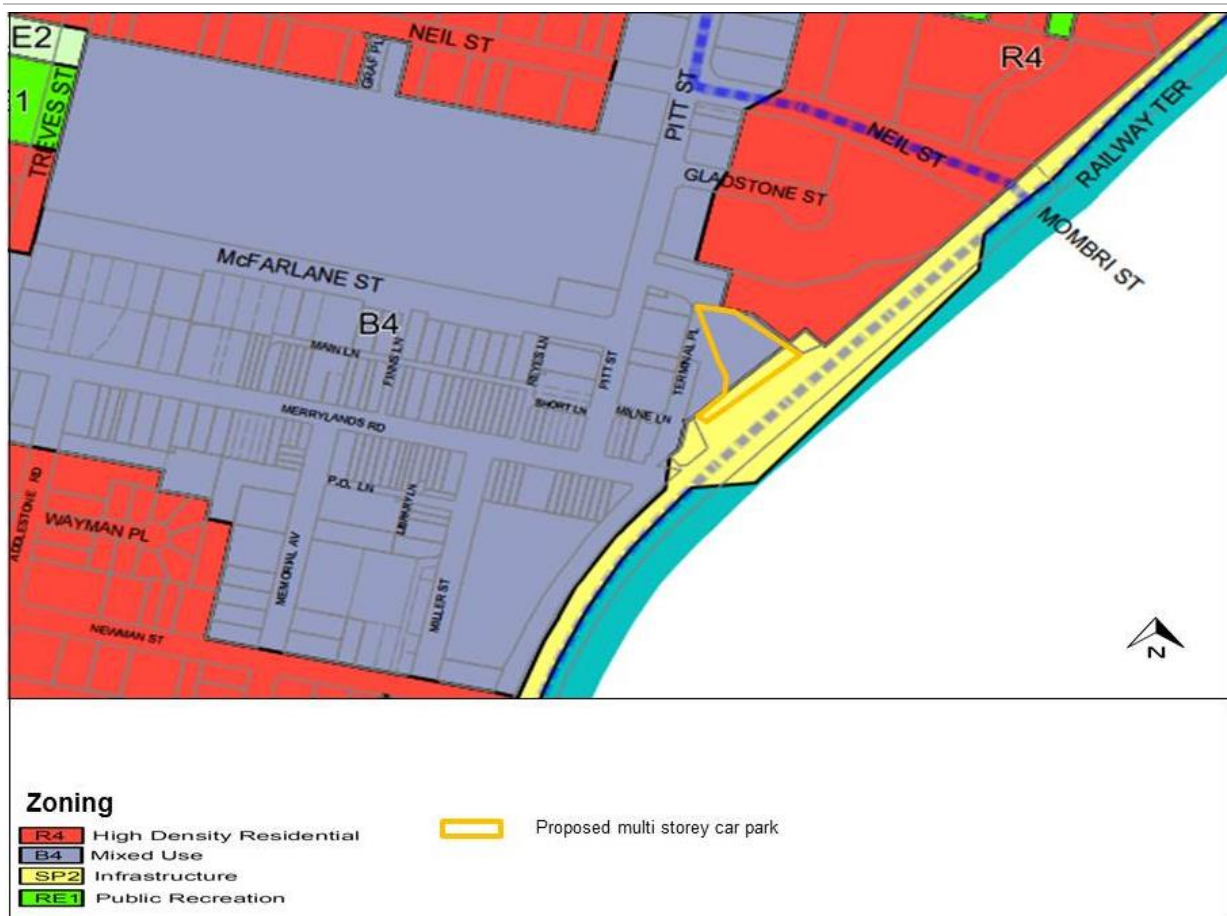 E2
NEIL ST
GRAF PL
R4
1
TREVES ST
PITT ST
NEIL ST
RAILWAY TER
GLADSTONE ST
MOMBRI ST
McFARLANE ST
B4
MAIN LN
FINNS LN
REYES LN
PITT ST
TERMINAL PL
SHORT LN
MILNE LN
MERRYLANDS RD
P.O. LN
LIBRARY LN
ADDLESTONE RD
WAYMAN PL
MEMORIAL AV
MILLER ST
NEWMAN ST
N
Zoning
R4 High Density Residential
B4 Mixed Use
SP2 Infrastructure
RE1 Public Recreation
Proposed multi storey car park